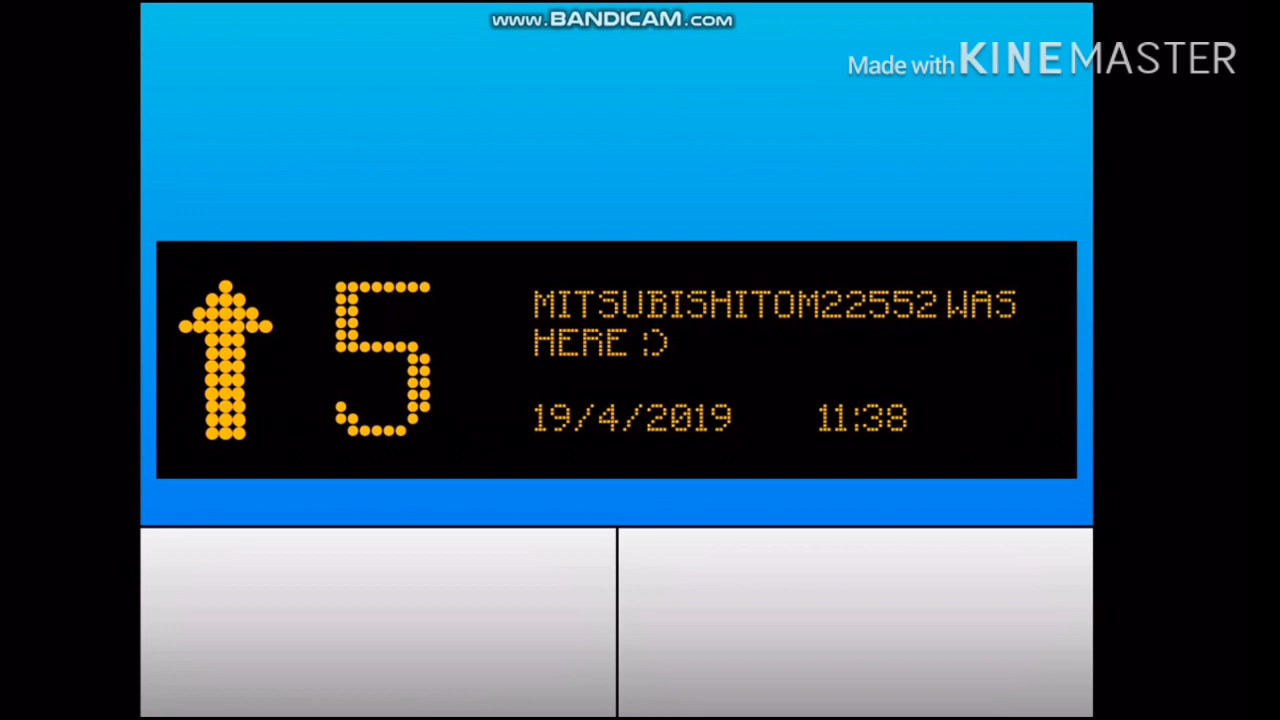 www.BANDICAM.com
Made with KINEMASTER
5
MITSUBISHITOM22552 WAS
HERE :)
19/4/2019 11:38